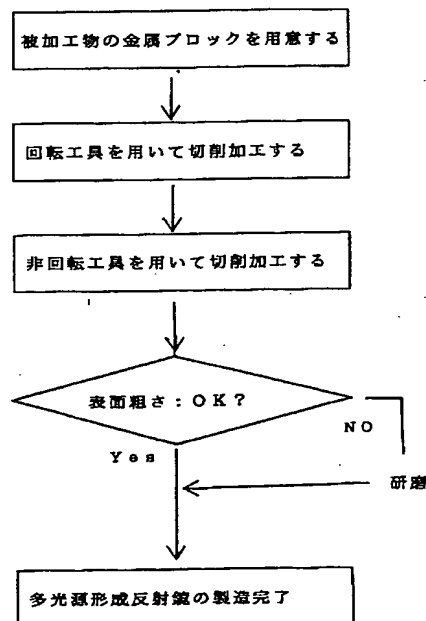 被加工物の金属ブロックを用意する
回転工具を用いて切削加工する
非回転工具を用いて切削加工する
表面粗さ：OK？
NO
Yes
研磨
多光源形成反射鏡の製造完了